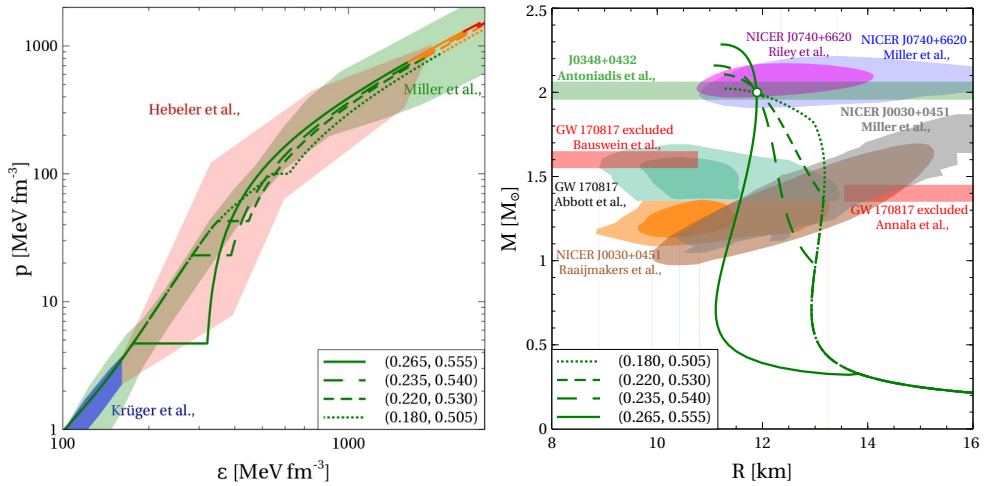 1000
100
10
1
100
1000
p [MeV fm⁻³]
ε [MeV fm⁻³]
Hebeler et al.,
Miller et al.,
Krüger et al.,
(0.265, 0.555)
(0.235, 0.540)
(0.220, 0.530)
(0.180, 0.505)
2.5
2
1.5
1
0.5
0
8
10
12
14
16
M [M⊙]
R [km]
NICER J0740+6620
Riley et al.,
NICER J0740+6620
Miller et al.,
J0348+0432
Antoniadis et al.,
NICER J0030+0451
Miller et al.,
GW 170817 excluded
Bauswein et al.,
GW 170817
Abbott et al.,
GW 170817 excluded
Annala et al.,
NICER J0030+0451
Raaijmakers et al.,
(0.180, 0.505)
(0.220, 0.530)
(0.235, 0.540)
(0.265, 0.555)